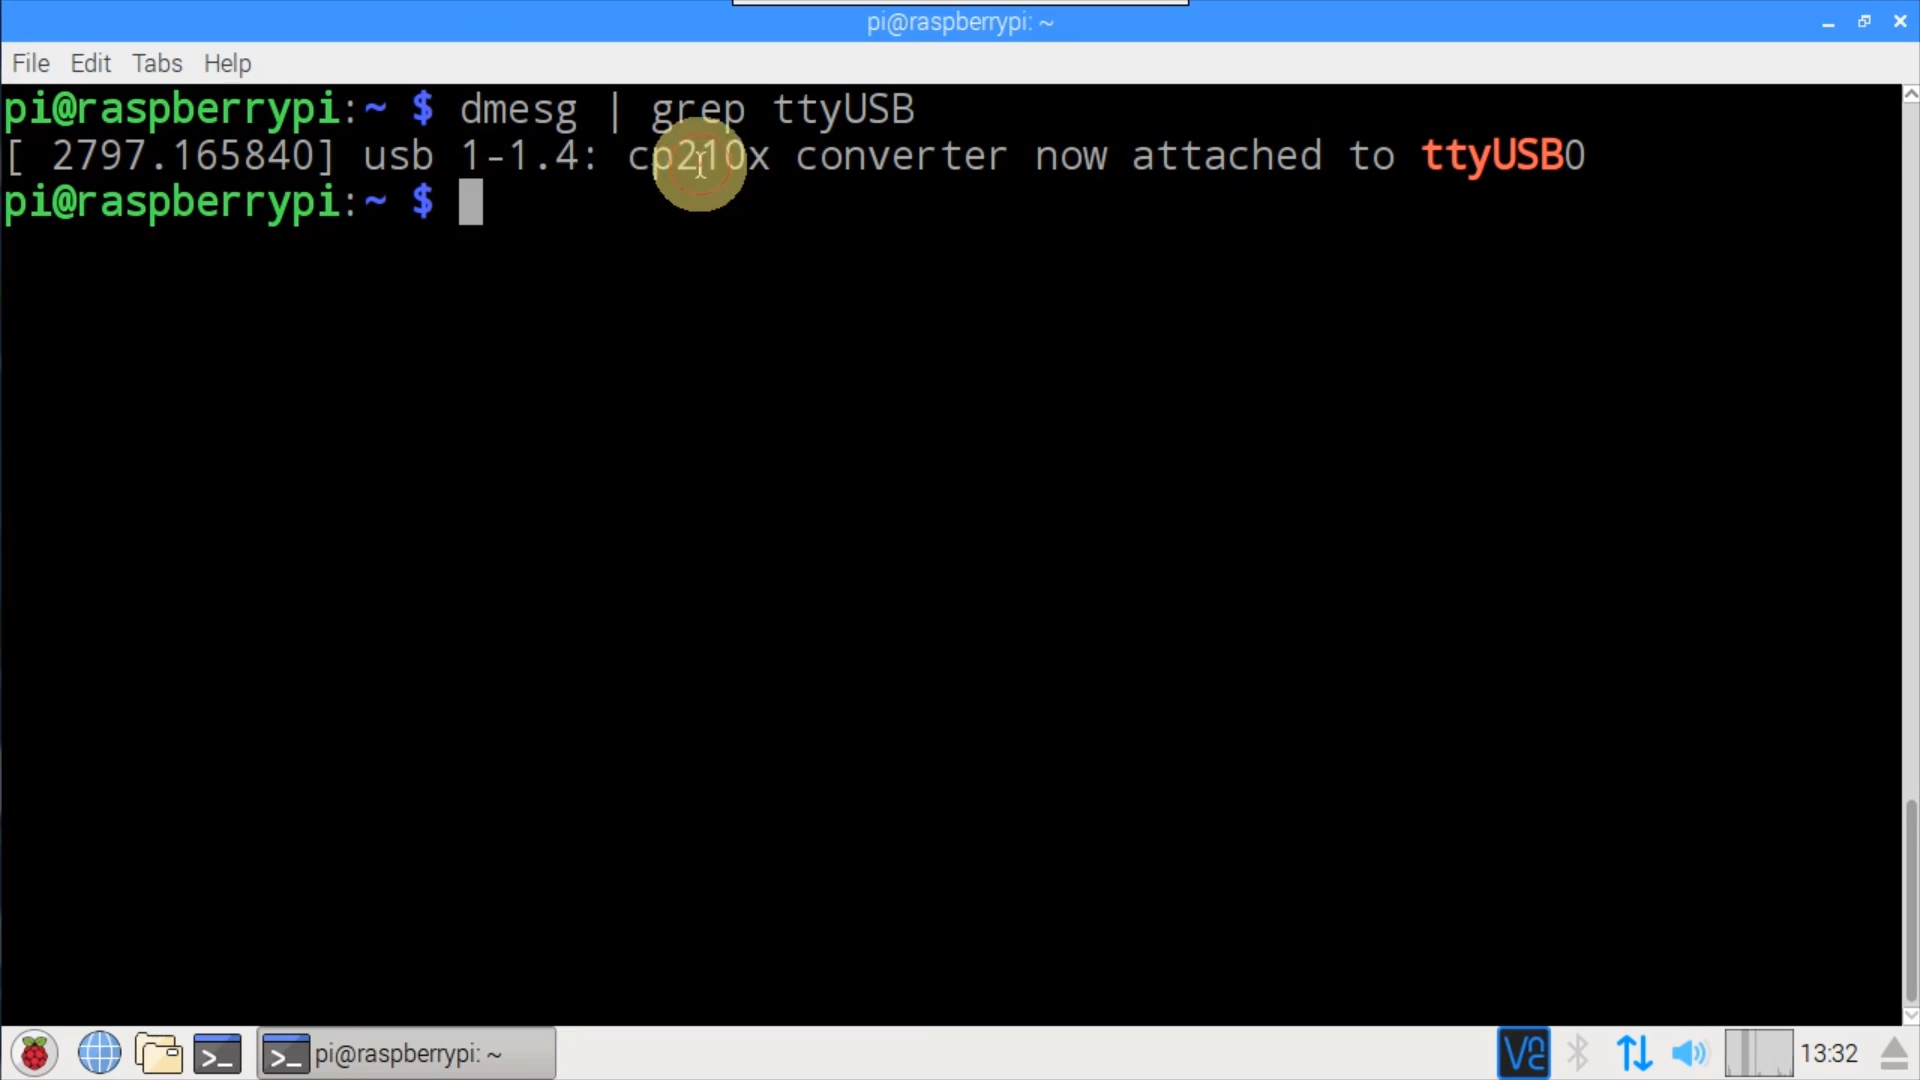 pi@raspberrypi: ~
File Edit Tabs Help
pi@raspberrypi:~ $ dmesg | grep ttyUSB
[ 2797.165840] usb 1-1.4: cp210x converter now attached to ttyUSB0
pi@raspberrypi:~ $
>_ >_ pi@raspberrypi: ~ 13:32